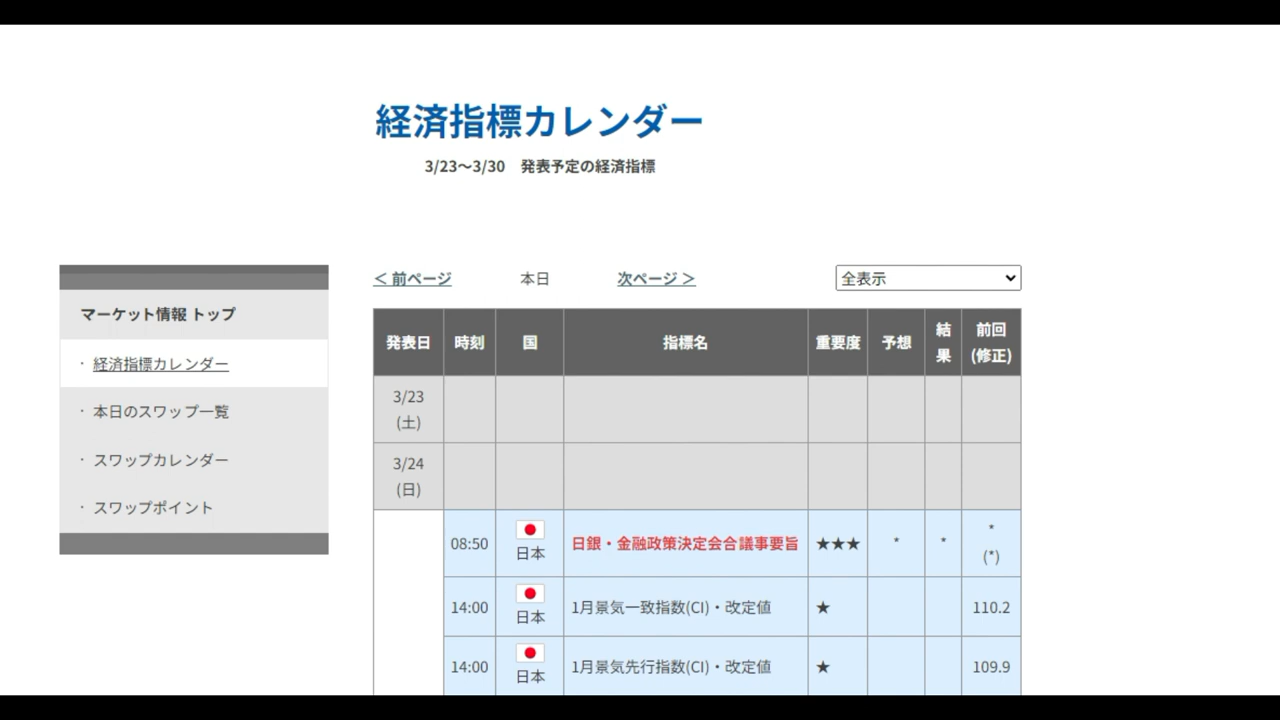 経済指標カレンダー
3/23～3/30　発表予定の経済指標
マーケット情報 トップ
· 経済指標カレンダー
· 本日のスワップ一覧
· スワップカレンダー
· スワップポイント
＜ 前ページ 本日 次ページ ＞ 全表示
発表日 時刻 国 指標名 重要度 予想 結果 前回(修正)
3/23
(土)
3/24
(日)
08:50 日本 日銀・金融政策決定会合議事要旨 ★★★ * * *
(*)
14:00 日本 1月景気一致指数(CI)・改定値 ★ 110.2
14:00 日本 1月景気先行指数(CI)・改定値 ★ 109.9